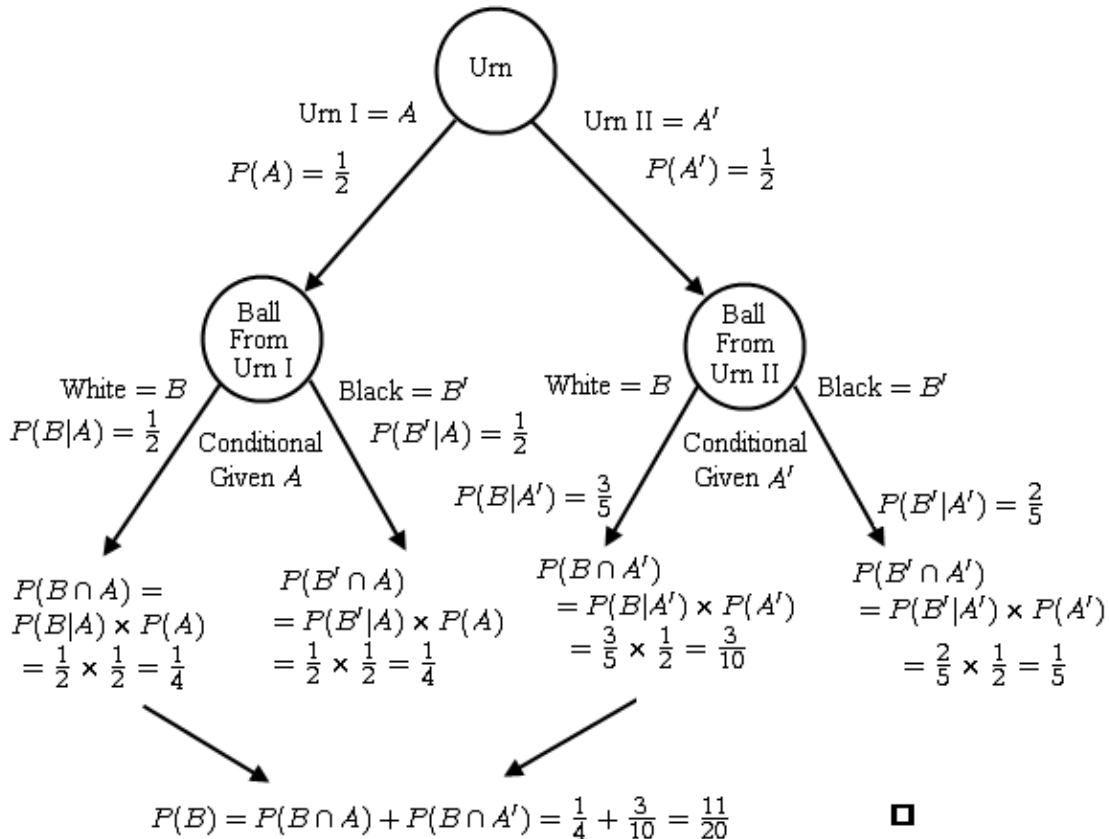 Urn
Urn I = A
Urn II = A′
P(A) = 1/2
P(A′) = 1/2
Ball
From
Urn I
Ball
From
Urn II
White = B
Black = B′
White = B
Black = B′
P(B|A) = 1/2
Conditional
Given A
P(B′|A) = 1/2
Conditional
Given A′
P(B|A′) = 3/5
P(B′|A′) = 2/5
P(B ∩ A) =
P(B|A) × P(A)
= 1/2 × 1/2 = 1/4
P(B′ ∩ A)
= P(B′|A) × P(A)
= 1/2 × 1/2 = 1/4
P(B ∩ A′)
= P(B|A′) × P(A′)
= 3/5 × 1/2 = 3/10
P(B′ ∩ A′)
= P(B′|A′) × P(A′)
= 2/5 × 1/2 = 1/5
P(B) = P(B ∩ A) + P(B ∩ A′) = 1/4 + 3/10 = 11/20